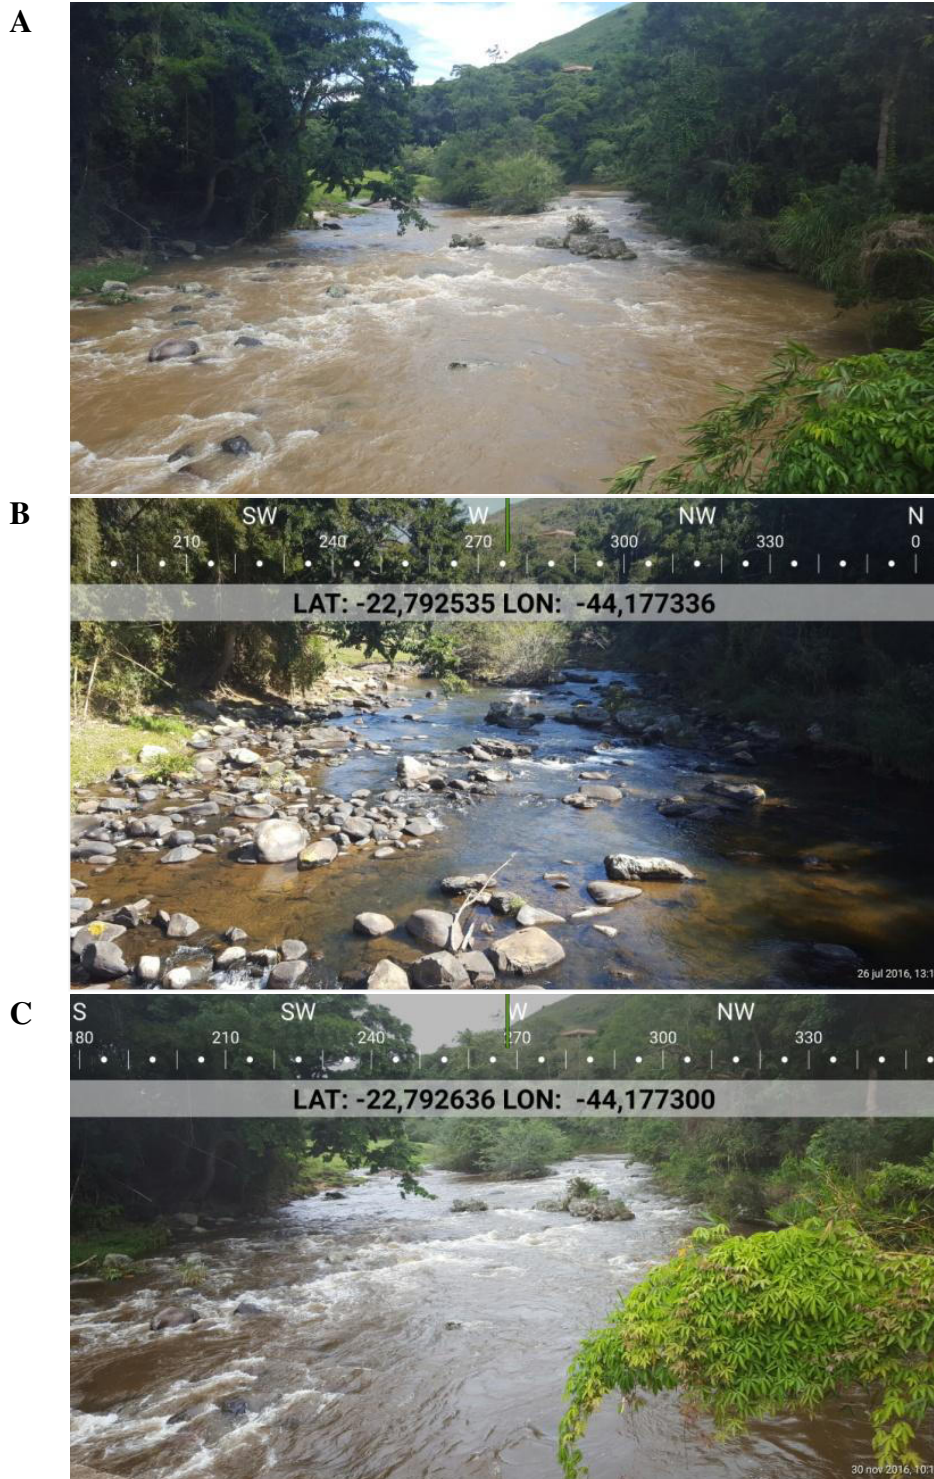 A
B
SW W NW N
210 240 270 300 330 0
LAT: -22,792535 LON: -44,177336
26 jul 2016, 13:1
C
S SW W NW
180 210 240 270 300 330
LAT: -22,792636 LON: -44,177300
30 nov 2016, 10:1